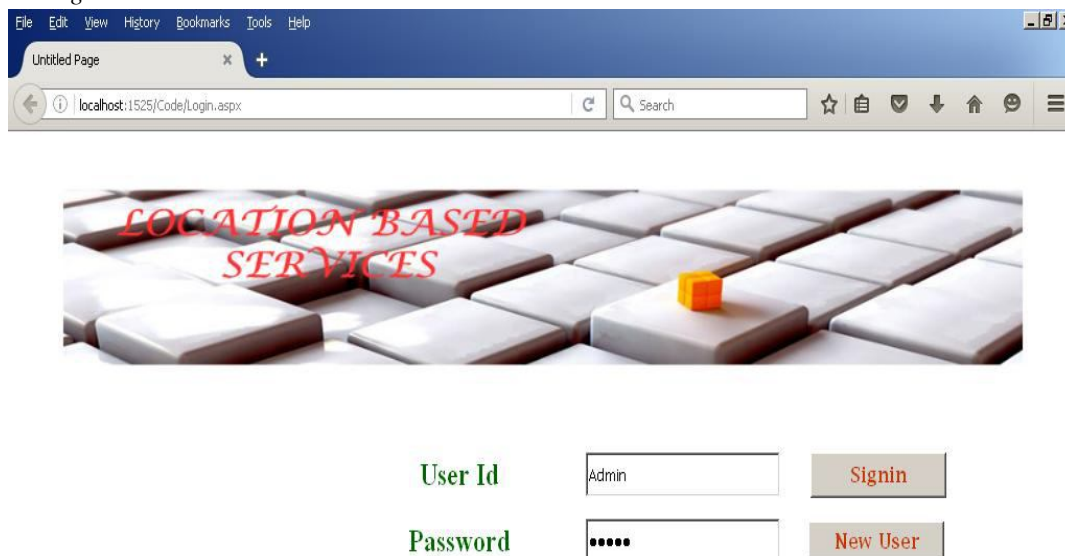 File Edit View History Bookmarks Tools Help
Untitled Page
localhost:1525/Code/Login.aspx Search
LOCATION BASED
SERVICES
User Id Admin Signin
Password ••••• New User